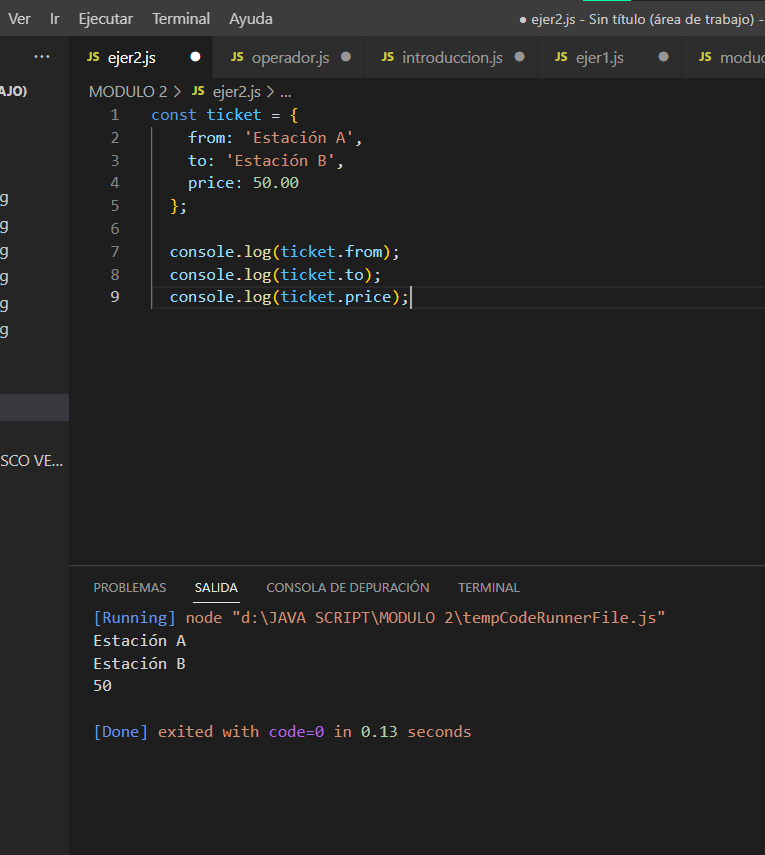 Ver Ir Ejecutar Terminal Ayuda ● ejer2.js - Sin título (área de trabajo) -
... JS ejer2.js ● JS operador.js ● JS introduccion.js ● JS ejer1.js ● JS moduc
AJO) MODULO 2 > JS ejer2.js > ...
1 const ticket = {
2 from: 'Estación A',
3 to: 'Estación B',
4 price: 50.00
5 };
6
7 console.log(ticket.from);
8 console.log(ticket.to);
9 console.log(ticket.price);
g
g
g
g
g
g
SCO VE...
PROBLEMAS SALIDA CONSOLA DE DEPURACIÓN TERMINAL
[Running] node "d:\JAVA SCRIPT\MODULO 2\tempCodeRunnerFile.js"
Estación A
Estación B
50
[Done] exited with code=0 in 0.13 seconds